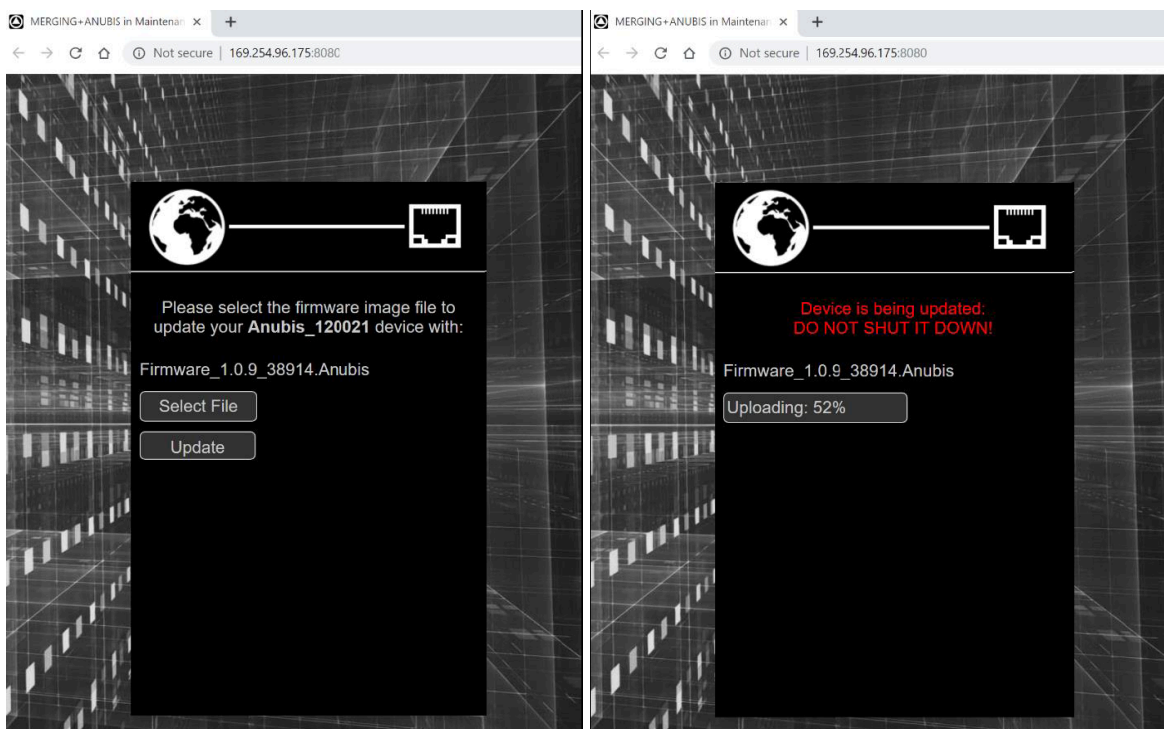 MERGING+ANUBIS in Maintenan
Not secure | 169.254.96.175:8080
Please select the firmware image file to
update your Anubis_120021 device with:
Firmware_1.0.9_38914.Anubis
Select File
Update
MERGING+ANUBIS in Maintenan
Not secure | 169.254.96.175:8080
Device is being updated:
DO NOT SHUT IT DOWN!
Firmware_1.0.9_38914.Anubis
Uploading: 52%